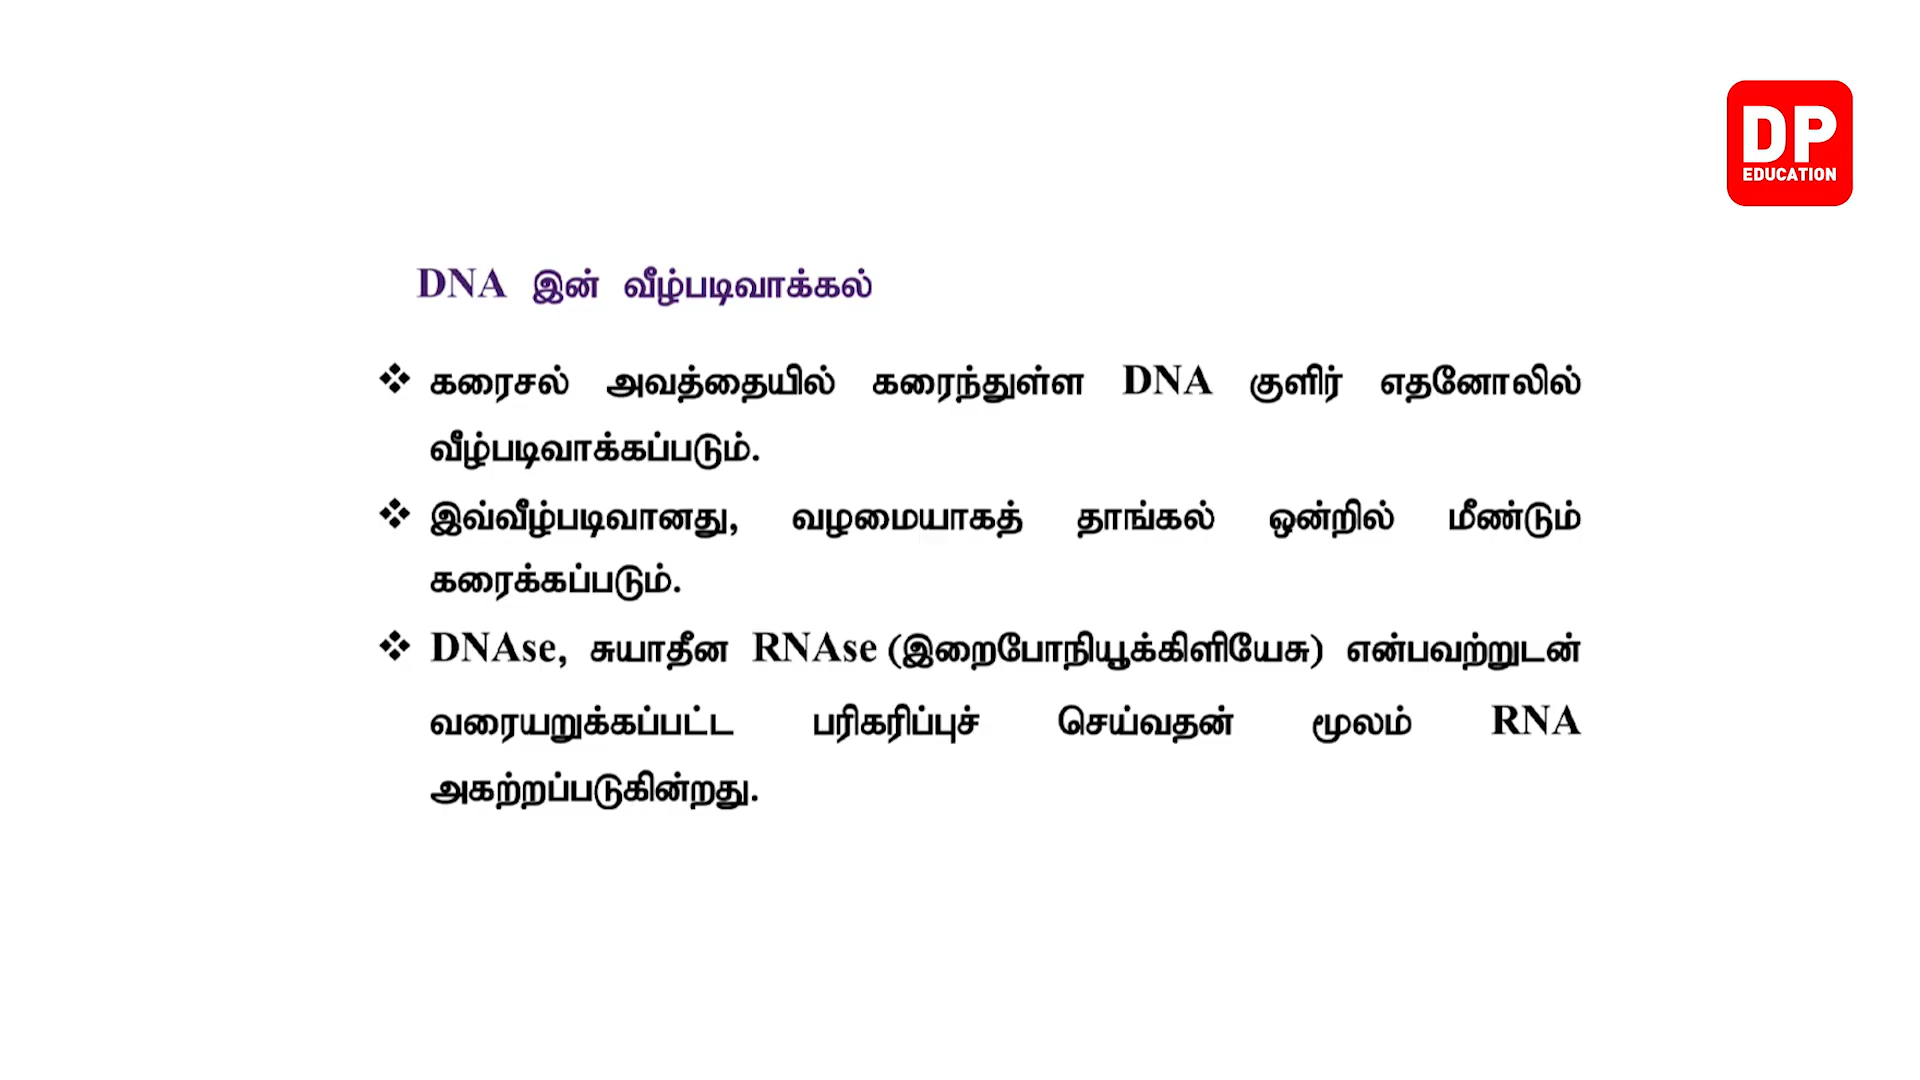 DP
EDUCATION
DNA இன் வீழ்படிவாக்கல்
❖ கரைசல் அவத்தையில் கரைந்துள்ள DNA குளிர் எதனோலில்
வீழ்படிவாக்கப்படும்.
❖ இவ்வீழ்படிவானது, வழமையாகத் தாங்கல் ஒன்றில் மீண்டும்
கரைக்கப்படும்.
❖ DNAse, சுயாதீன RNAse (இறைபோநியூக்கிளியேசு) என்பவற்றுடன்
வரையறுக்கப்பட்ட பரிகரிப்புச் செய்வதன் மூலம் RNA
அகற்றப்படுகின்றது.